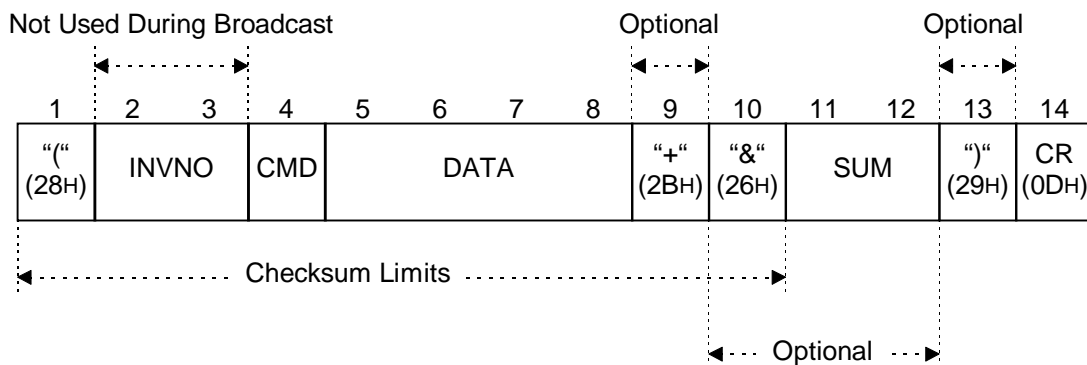 Not Used During Broadcast Optional Optional
1 2 3 4 5 6 7 8 9 10 11 12 13 14
“(“ INVNO CMD DATA “+“ “&“ SUM ”)“ CR
(28H) (2BH) (26H) (29H) (0DH)
Checksum Limits
Optional